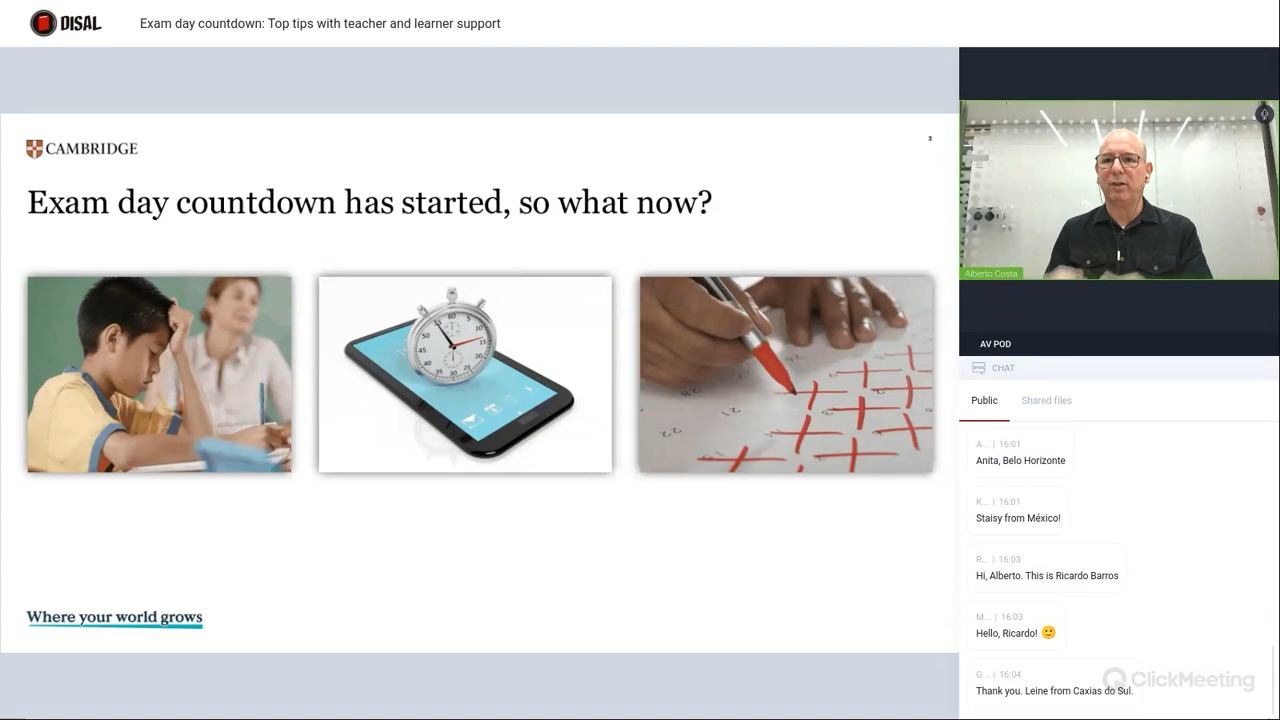 DISAL
Exam day countdown: Top tips with teacher and learner support
CAMBRIDGE
3
Exam day countdown has started, so what now?
Where your world grows
Alberto Costa
AV POD
CHAT
Public
Shared files
A... | 16:01
Anita, Belo Horizonte
K... | 16:01
Staisy from México!
R... | 16:03
Hi, Alberto. This is Ricardo Barros
M... | 16:03
Hello, Ricardo! 🙂
G... | 16:04
Thank you. Leine from Caxias do Sul.
ClickMeeting